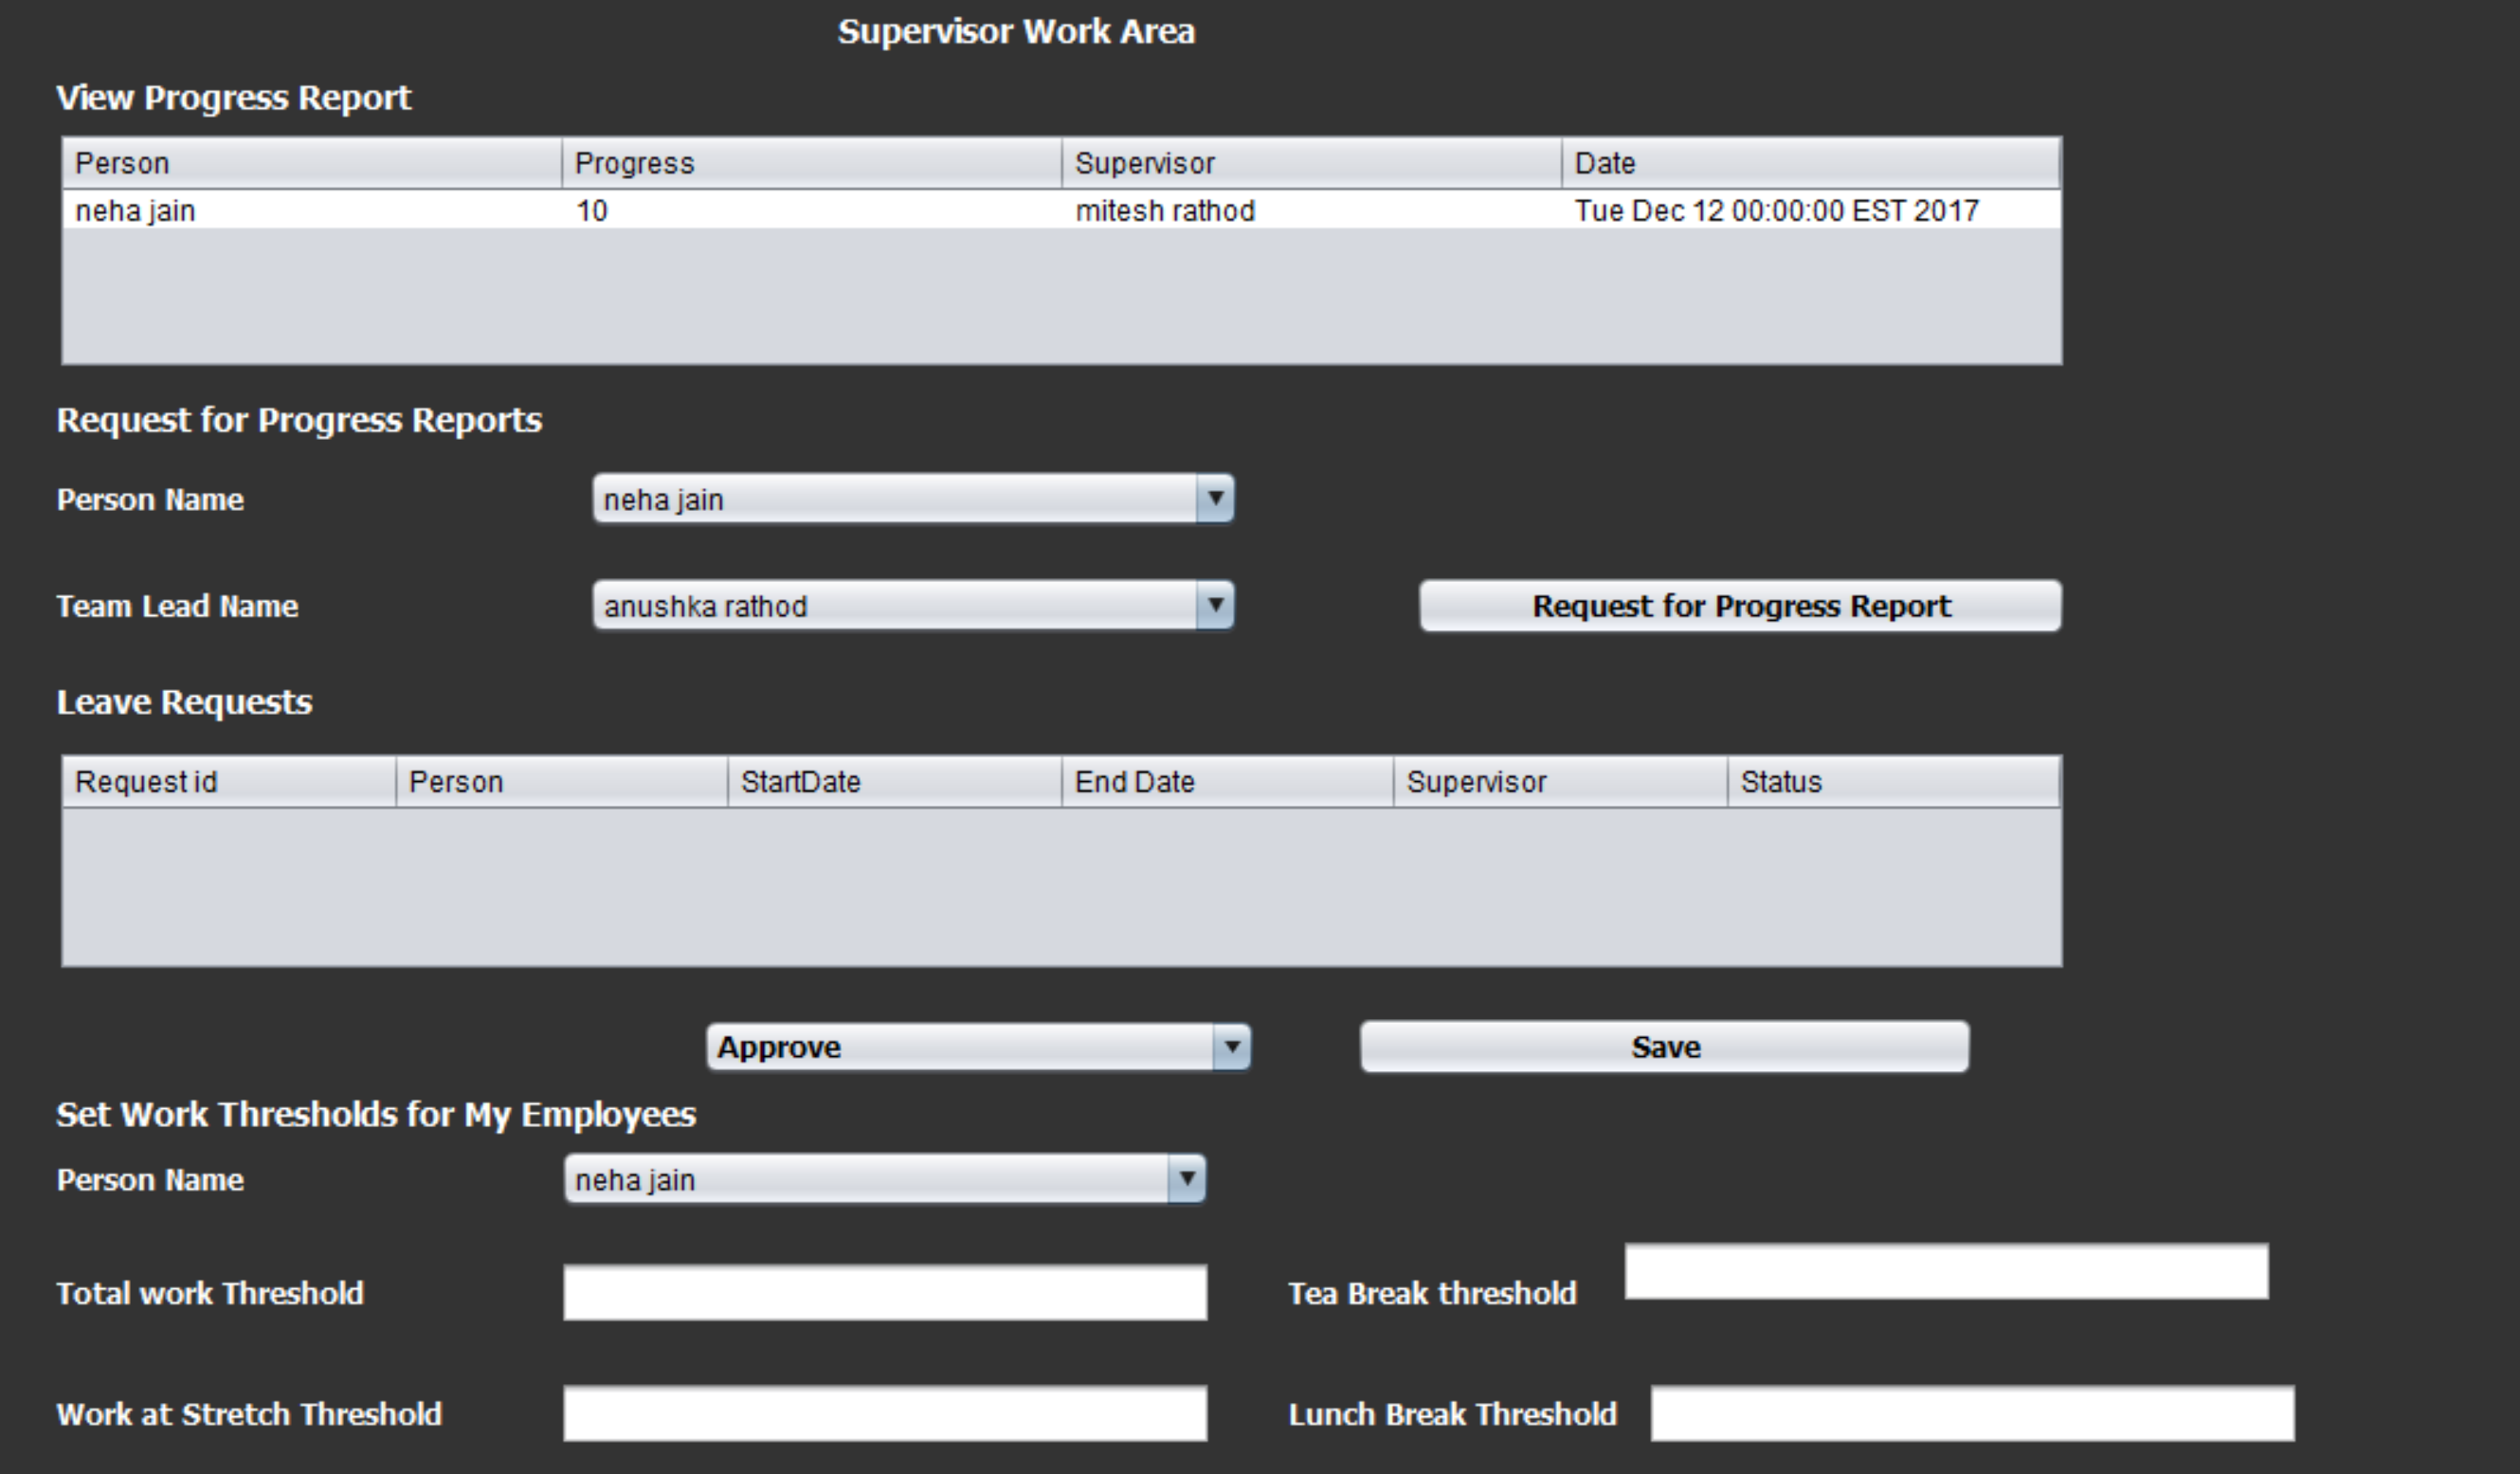 Supervisor Work Area
View Progress Report
Person Progress Supervisor Date
neha jain 10 mitesh rathod Tue Dec 12 00:00:00 EST 2017
Request for Progress Reports
Person Name neha jain
Team Lead Name anushka rathod Request for Progress Report
Leave Requests
Request id Person StartDate End Date Supervisor Status
Approve Save
Set Work Thresholds for My Employees
Person Name neha jain
Total work Threshold Tea Break threshold
Work at Stretch Threshold Lunch Break Threshold